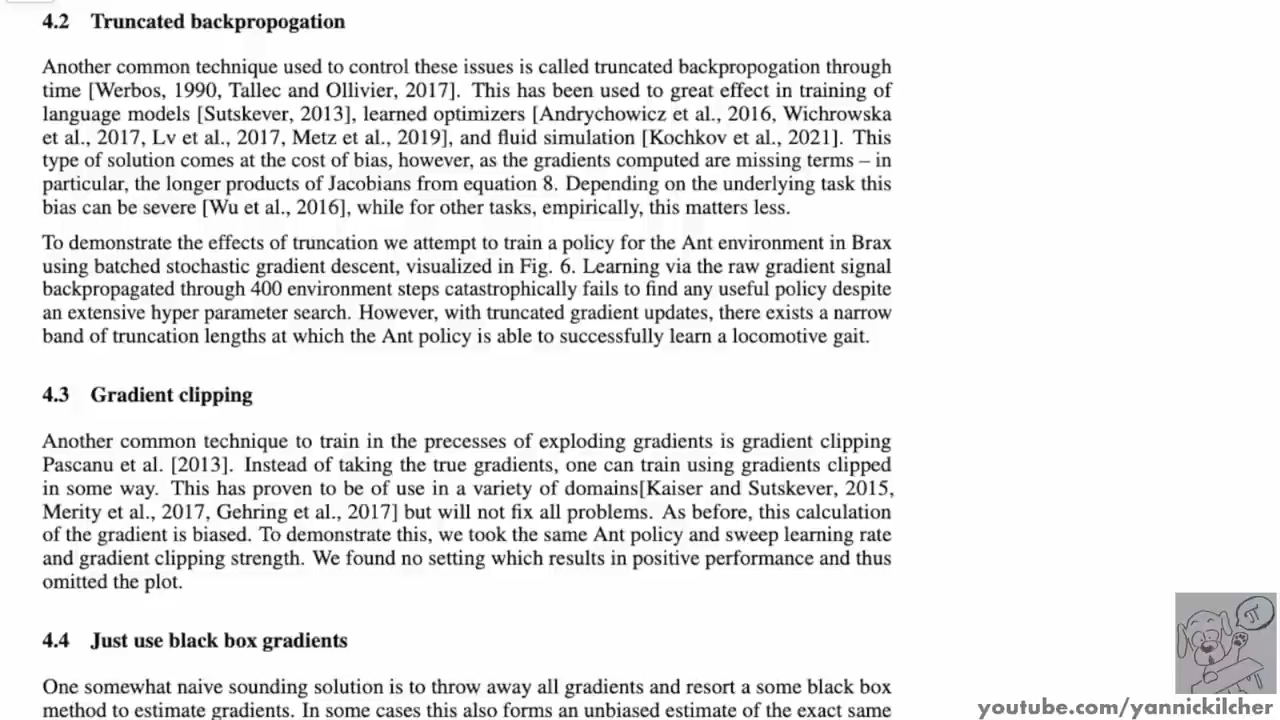 4.2 Truncated backpropogation
Another common technique used to control these issues is called truncated backpropogation through
time [Werbos, 1990, Tallec and Ollivier, 2017]. This has been used to great effect in training of
language models [Sutskever, 2013], learned optimizers [Andrychowicz et al., 2016, Wichrowska
et al., 2017, Lv et al., 2017, Metz et al., 2019], and fluid simulation [Kochkov et al., 2021]. This
type of solution comes at the cost of bias, however, as the gradients computed are missing terms – in
particular, the longer products of Jacobians from equation 8. Depending on the underlying task this
bias can be severe [Wu et al., 2016], while for other tasks, empirically, this matters less.
To demonstrate the effects of truncation we attempt to train a policy for the Ant environment in Brax
using batched stochastic gradient descent, visualized in Fig. 6. Learning via the raw gradient signal
backpropagated through 400 environment steps catastrophically fails to find any useful policy despite
an extensive hyper parameter search. However, with truncated gradient updates, there exists a narrow
band of truncation lengths at which the Ant policy is able to successfully learn a locomotive gait.
4.3 Gradient clipping
Another common technique to train in the precesses of exploding gradients is gradient clipping
Pascanu et al. [2013]. Instead of taking the true gradients, one can train using gradients clipped
in some way. This has proven to be of use in a variety of domains[Kaiser and Sutskever, 2015,
Merity et al., 2017, Gehring et al., 2017] but will not fix all problems. As before, this calculation
of the gradient is biased. To demonstrate this, we took the same Ant policy and sweep learning rate
and gradient clipping strength. We found no setting which results in positive performance and thus
omitted the plot.
4.4 Just use black box gradients
One somewhat naive sounding solution is to throw away all gradients and resort a some black box
method to estimate gradients. In some cases this also forms an unbiased estimate of the exact same
π
youtube.com/yannickilcher